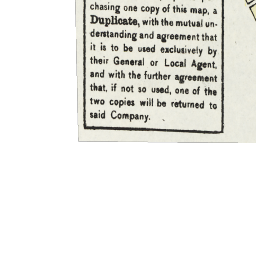 chasing one copy of this map, a
Duplicate, with the mutual un-
derstanding and agreement that
it is to be used exclusively by
their General or Local Agent,
and with the further agreement
that, if not so used, one of the
two copies will be returned to
said Company.